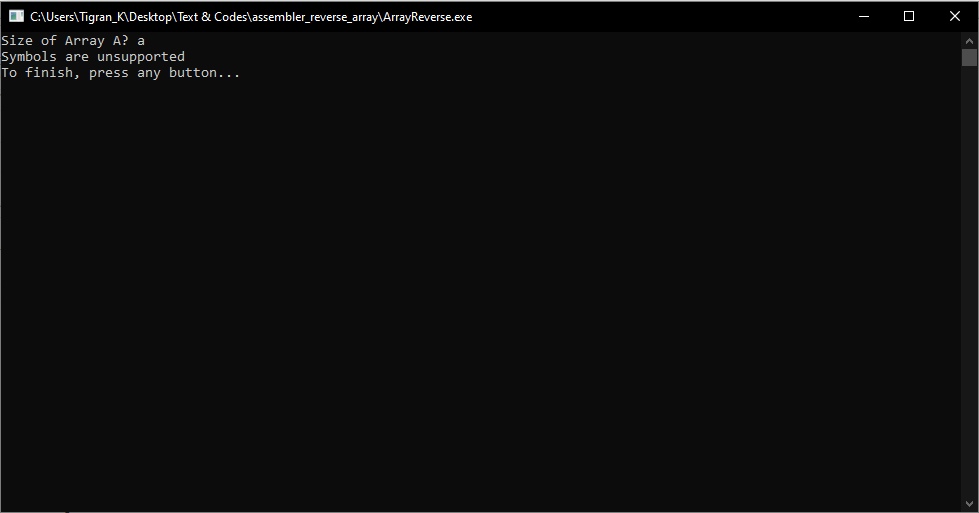 C:\Users\Tigran_K\Desktop\Text & Codes\assembler_reverse_array\ArrayReverse.exe
Size of Array A? a
Symbols are unsupported
To finish, press any button...